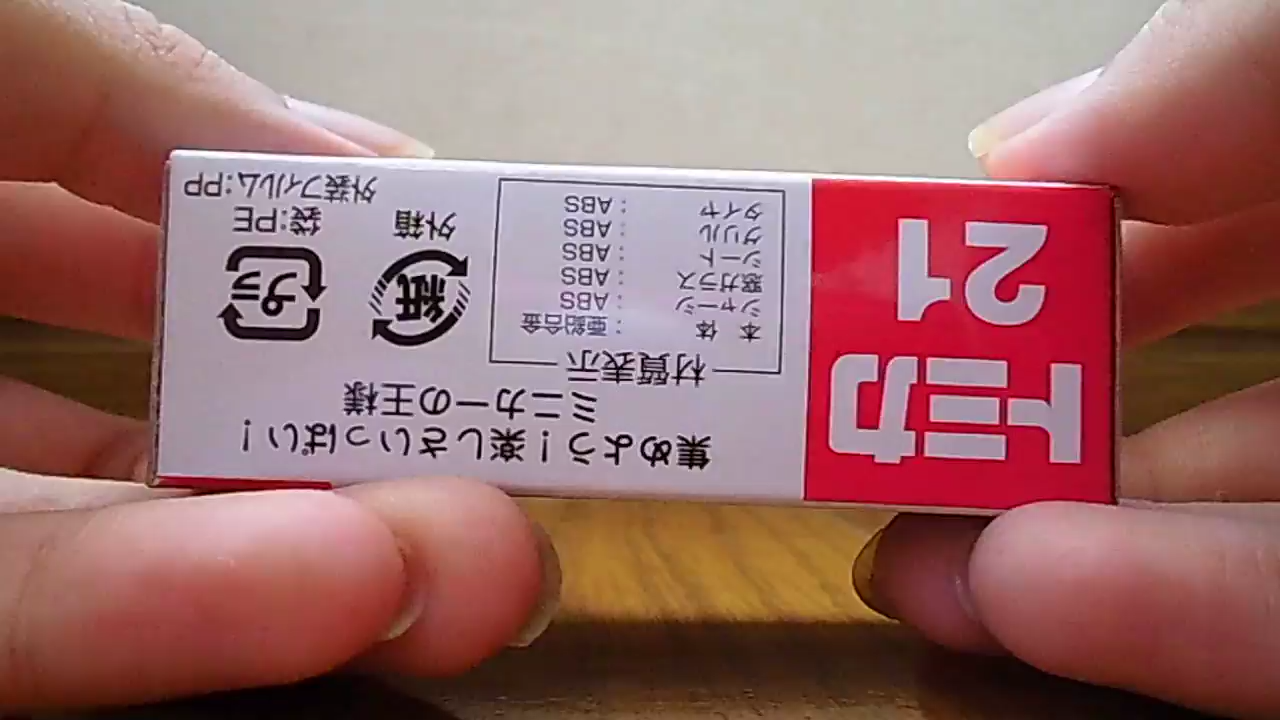 トミカ
21
集めよう!楽しさいっぱい!
ミニカーの王様
材質表示
本体 : 亜鉛合金
シャーシ : ABS
窓ガラス : ABS
シート : ABS
グリル : ABS
タイヤ : ABS
紙
外箱
プラ
袋:PE
外装フィルム:PP